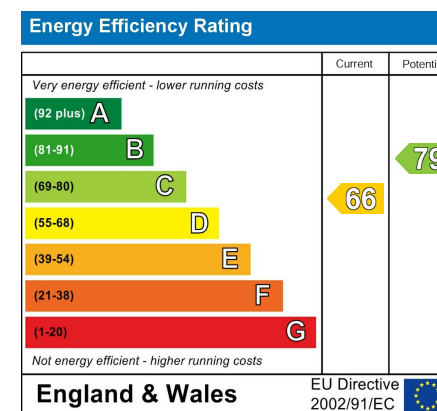 Energy Efficiency Rating
Current Potenti
Very energy efficient - lower running costs
(92 plus) A
(81-91) B
79
(69-80) C
66
(55-68) D
(39-54) E
(21-38) F
(1-20) G
Not energy efficient - higher running costs
England & Wales
EU Directive
2002/91/EC